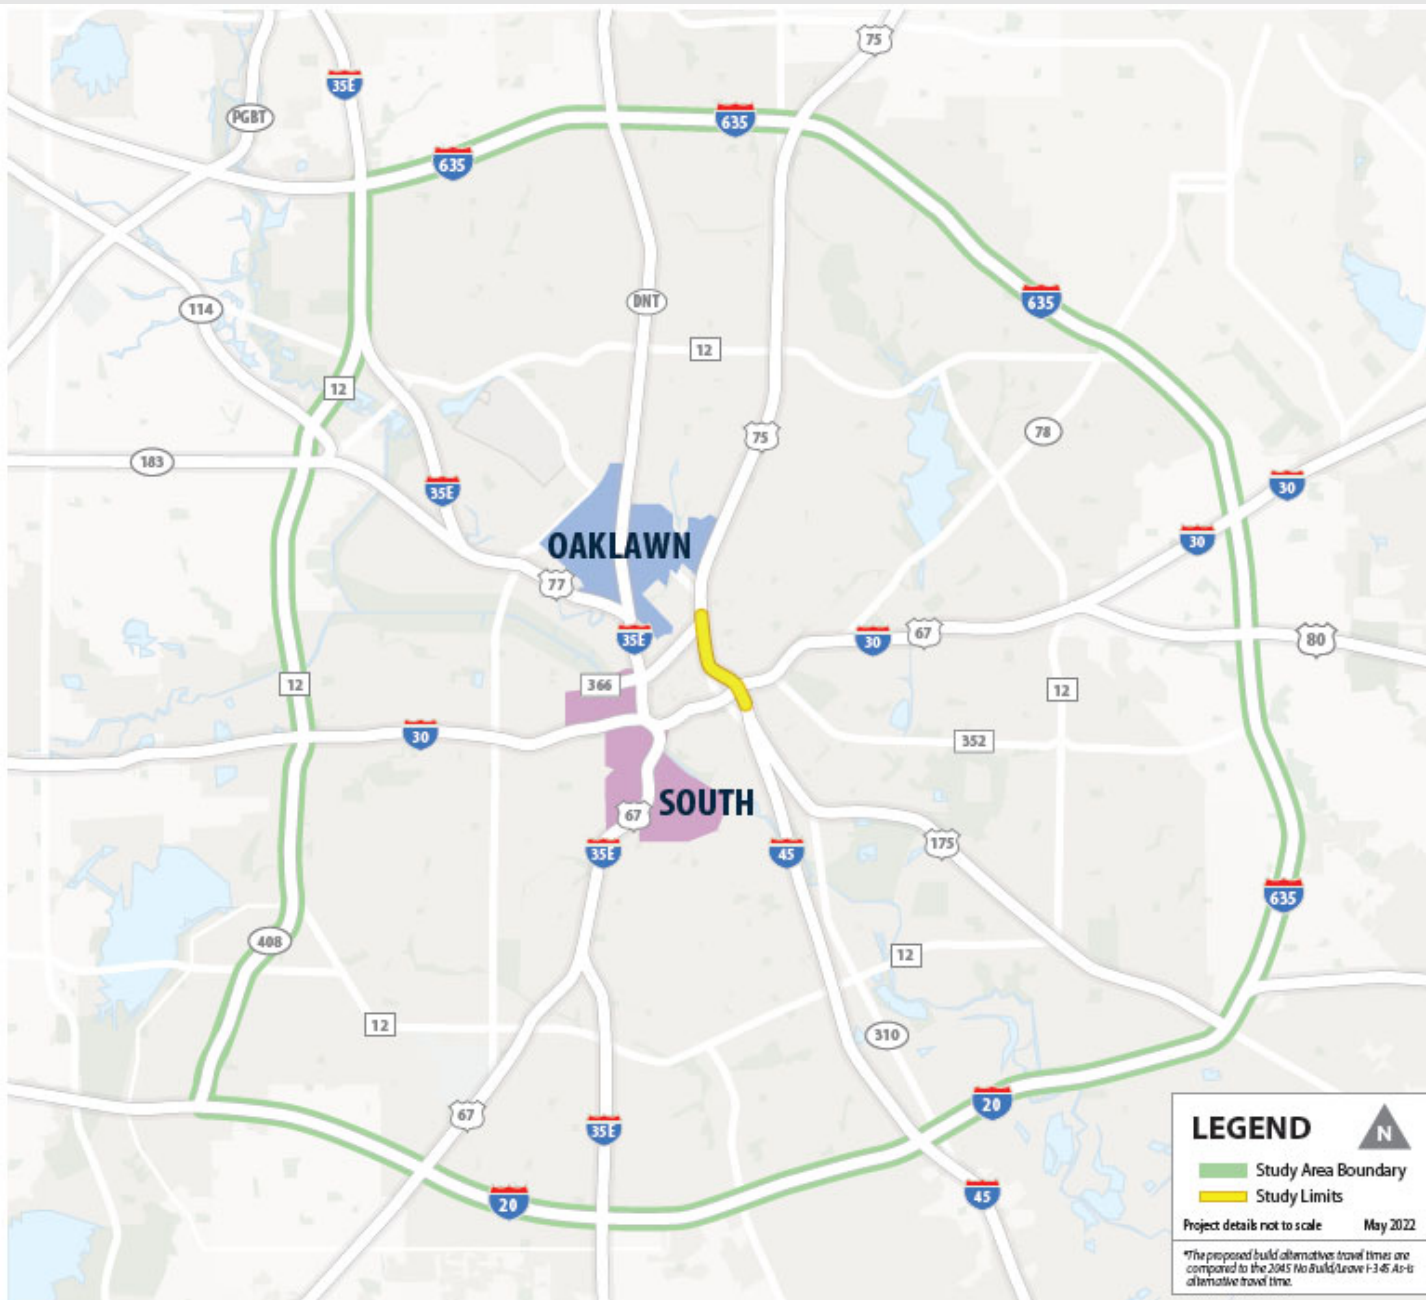 75
35E
PGBT
635
635
114
DNT
635
12
12
75
78
183
35E
30
30
OAKLAWN
77
35E
30
67
80
366
12
12
30
352
SOUTH
67
35E
45
175
635
408
12
12
310
67
35E
20
20
45
LEGEND
N
Study Area Boundary
Study Limits
Project details not to scale May 2022
*The proposed build alternatives travel times are
compared to the 2045 No Build/Leave I-345 As-Is
alternative travel time.